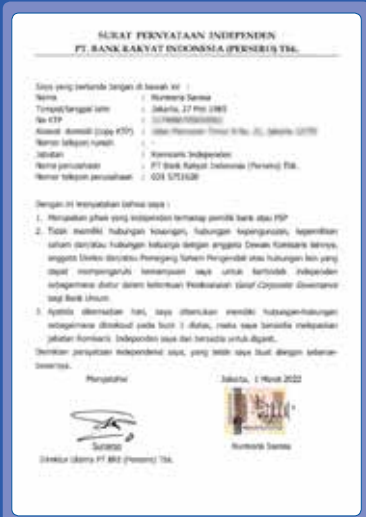 SURAT PERNYATAAN INDEPENDEN
PT. BANK RAKYAT INDONESIA (PERSERO) Tbk.
Saya yang bertanda tangan di bawah ini :
Nama : Nurmaria Sarosa
Tempat/tanggal lahir : Jakarta, 27 Mei 1965
No KTP :
Alamat domisili (copy KTP) :
Nomor telepon rumah : -
Jabatan : Komisaris Independen
Nama perusahaan : PT Bank Rakyat Indonesia (Persero) Tbk.
Nomor telepon perusahaan : 021 5751628
Dengan ini menyatakan bahwa saya :
1. Merupakan pihak yang independen terhadap pemilik bank atau PSP
2. Tidak memiliki hubungan keuangan, hubungan kepengurusan, kepemilikan
saham dan/atau hubungan keluarga dengan anggota Dewan Komisaris lainnya,
anggota Direksi dan/atau Pemegang Saham Pengendali atau hubungan lain yang
dapat mempengaruhi kemampuan saya untuk bertindak independen
sebagaimana diatur dalam ketentuan Pelaksanaan Good Corporate Governance
bagi Bank Umum.
3. Apabila dikemudian hari, saya ditemukan memiliki hubungan-hubungan
sebagaimana dimaksud pada butir 2 diatas, maka saya bersedia melepaskan
jabatan Komisaris Independen saya dan bersedia untuk diganti.
Demikian pernyataan independensi saya, yang telah saya buat dengan sebenar-
benarnya.
Mengetahui
Jakarta, 1 Maret 2022
Sunarso
Nurmaria Sarosa
Direktur Utama PT BRI (Persero) Tbk.